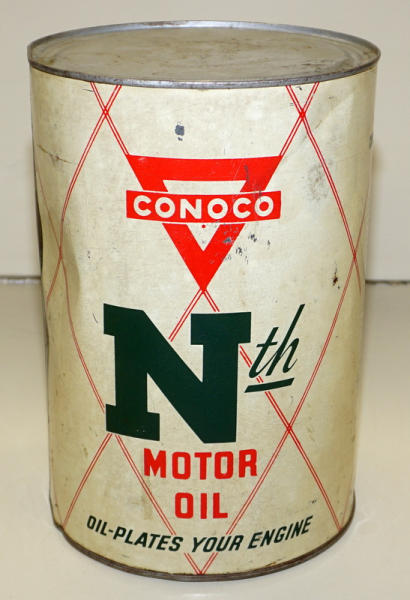 CONOCO
Nth
MOTOR
OIL
OIL-PLATES YOUR ENGINE